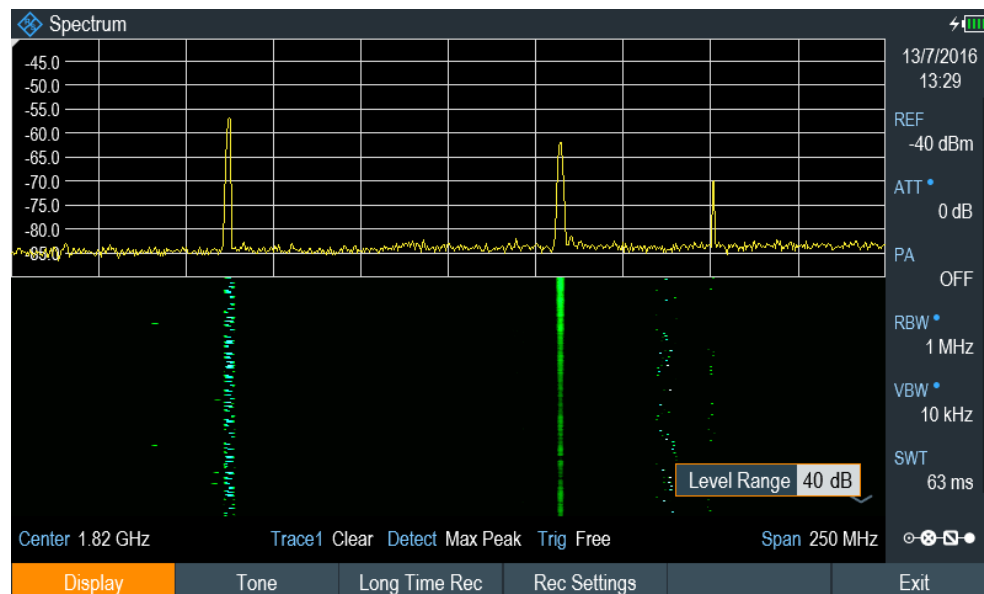 Spectrum
13/7/2016
13:29
-45.0
-50.0
-55.0
-60.0
-65.0
-70.0
-75.0
-80.0
-85.0
REF
-40 dBm
ATT
0 dB
PA
OFF
RBW
1 MHz
VBW
10 kHz
SWT
63 ms
Level Range 40 dB
Center 1.82 GHz Trace1 Clear Detect Max Peak Trig Free Span 250 MHz
Display Tone Long Time Rec Rec Settings Exit